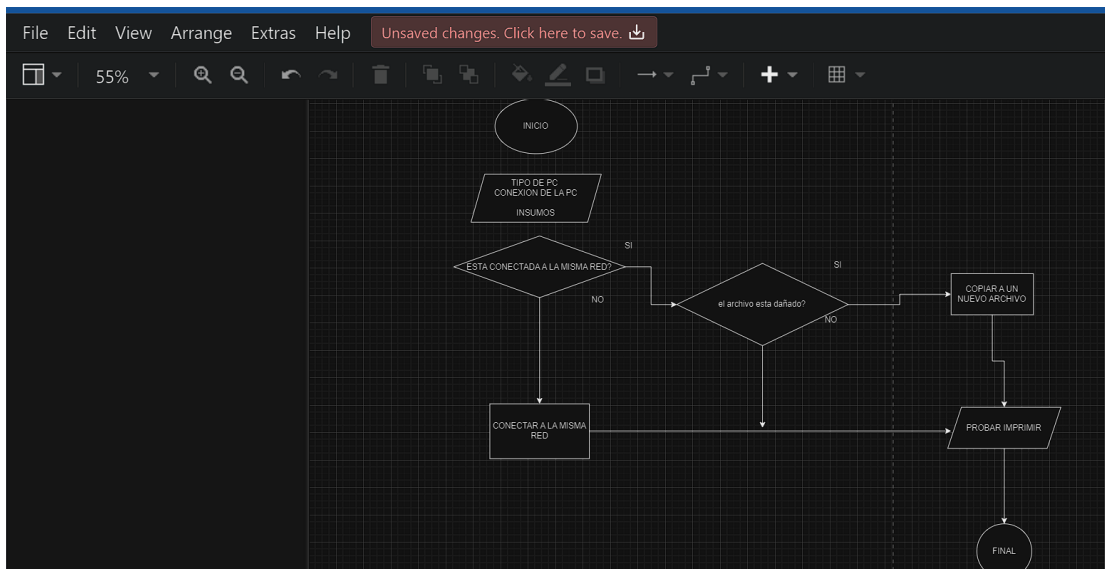 File Edit View Arrange Extras Help Unsaved changes. Click here to save.
55%
INICIO
TIPO DE PC
CONEXION DE LA PC
INSUMOS
SI
ESTA CONECTADA A LA MISMA RED?
NO
SI
el archivo esta dañado?
NO
COPIAR A UN
NUEVO ARCHIVO
CONECTAR A LA MISMA
RED
PROBAR IMPRIMIR
FINAL